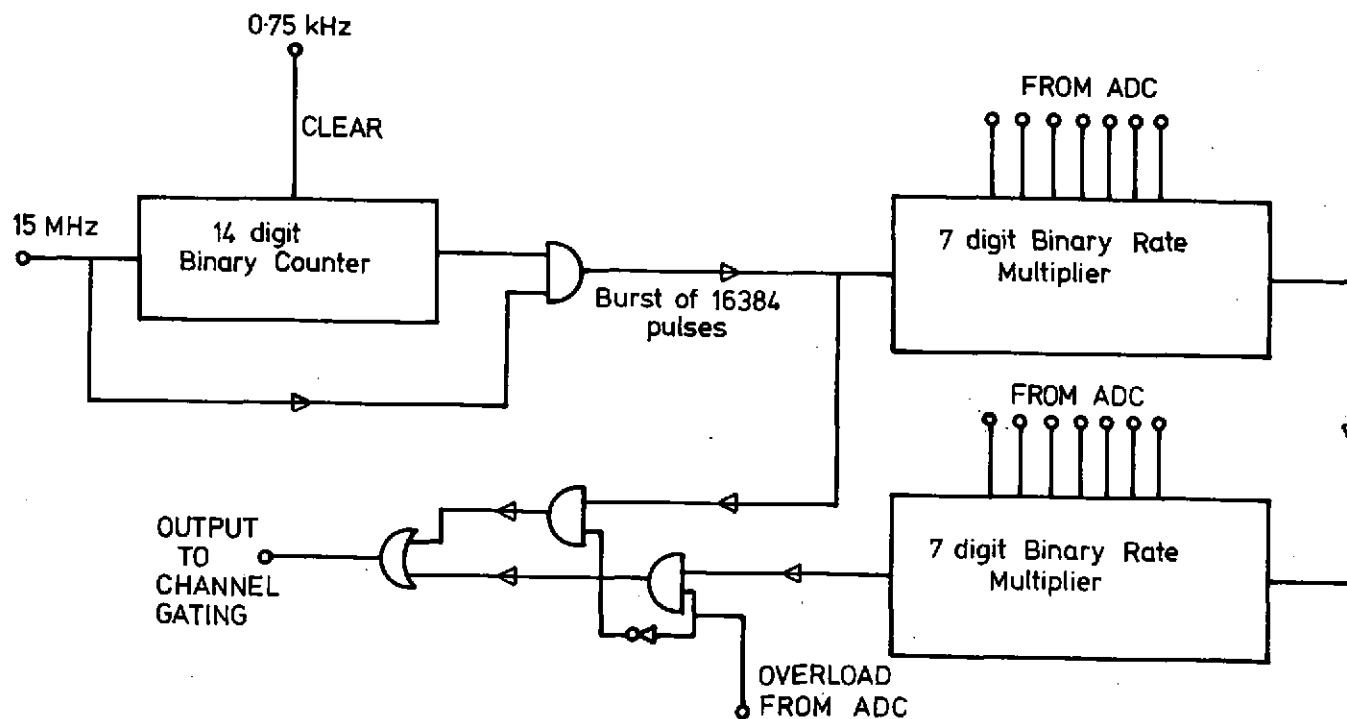 0·75 kHz
CLEAR
15 MHz
14 digit
Binary Counter
Burst of 16384
pulses
FROM ADC
7 digit Binary Rate
Multiplier
FROM ADC
7 digit Binary Rate
Multiplier
OUTPUT
TO
CHANNEL
GATING
OVERLOAD
FROM ADC